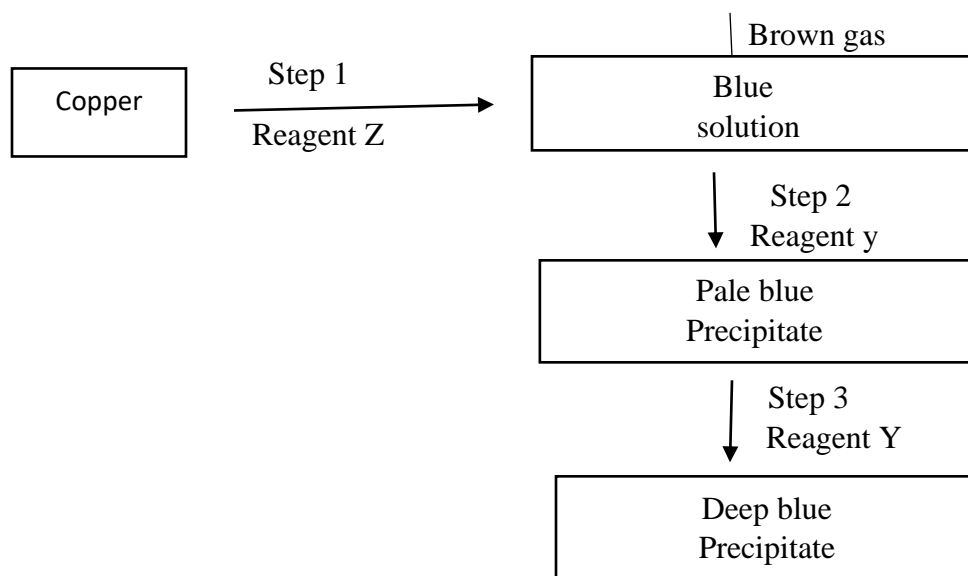 Brown gas
Copper
Step 1
Reagent Z
Blue
solution
Step 2
Reagent y
Pale blue
Precipitate
Step 3
Reagent Y
Deep blue
Precipitate